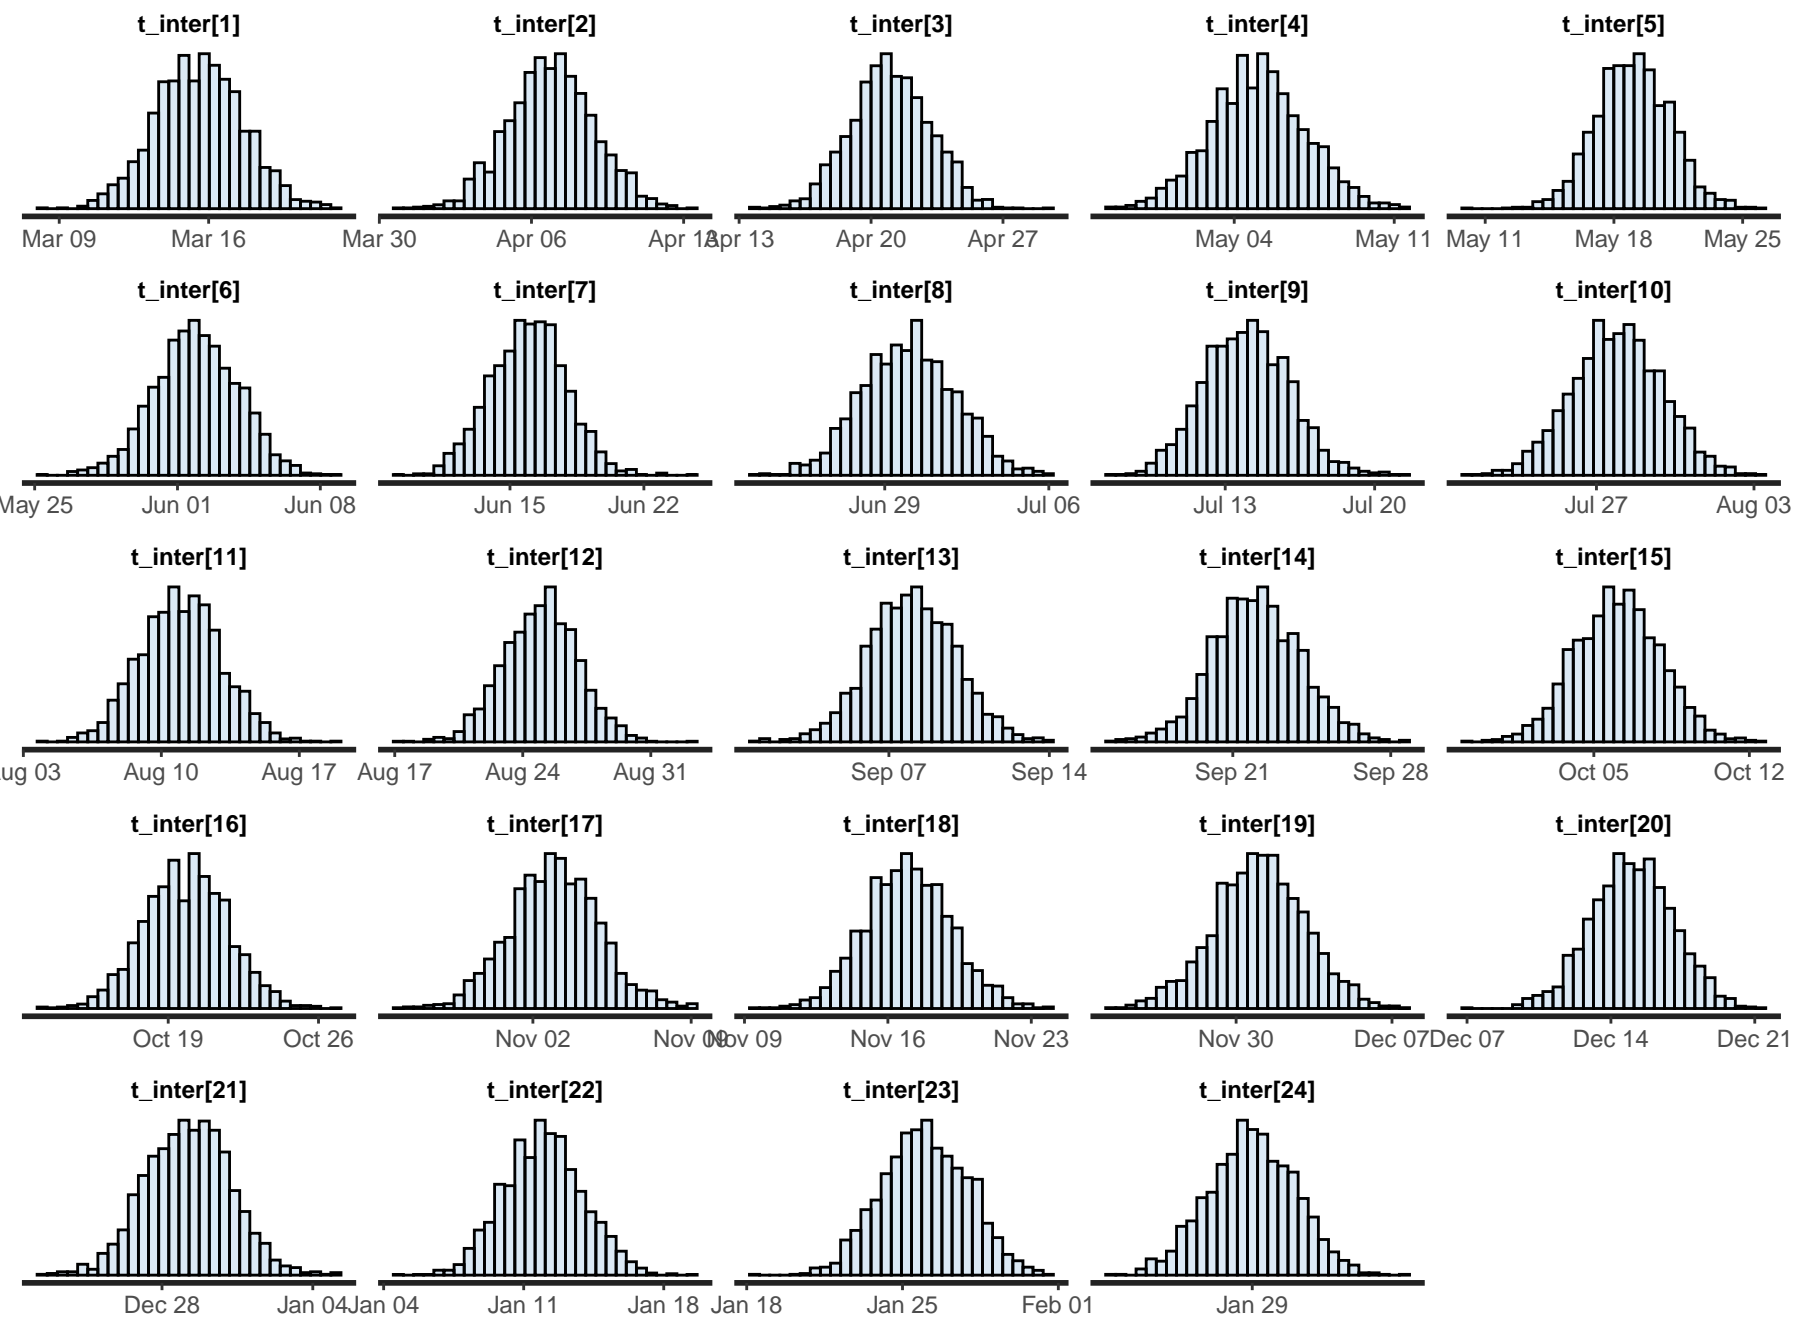 t_inter[1] t_inter[2] t_inter[3] t_inter[4] t_inter[5]
Mar 09 Mar 16 Mar 30 Apr 06 Apr 13 Apr 13 Apr 20 Apr 27 May 04 May 11 May 11 May 18 May 25
t_inter[6] t_inter[7] t_inter[8] t_inter[9] t_inter[10]
May 25 Jun 01 Jun 08 Jun 15 Jun 22 Jun 29 Jul 06 Jul 13 Jul 20 Jul 27 Aug 03
t_inter[11] t_inter[12] t_inter[13] t_inter[14] t_inter[15]
Aug 03 Aug 10 Aug 17 Aug 17 Aug 24 Aug 31 Sep 07 Sep 14 Sep 21 Sep 28 Oct 05 Oct 12
t_inter[16] t_inter[17] t_inter[18] t_inter[19] t_inter[20]
Oct 19 Oct 26 Nov 02 Nov 09 Nov 09 Nov 16 Nov 23 Nov 30 Dec 07 Dec 07 Dec 14 Dec 21
t_inter[21] t_inter[22] t_inter[23] t_inter[24]
Dec 28 Jan 04 Jan 04 Jan 11 Jan 18 Jan 18 Jan 25 Feb 01 Jan 29